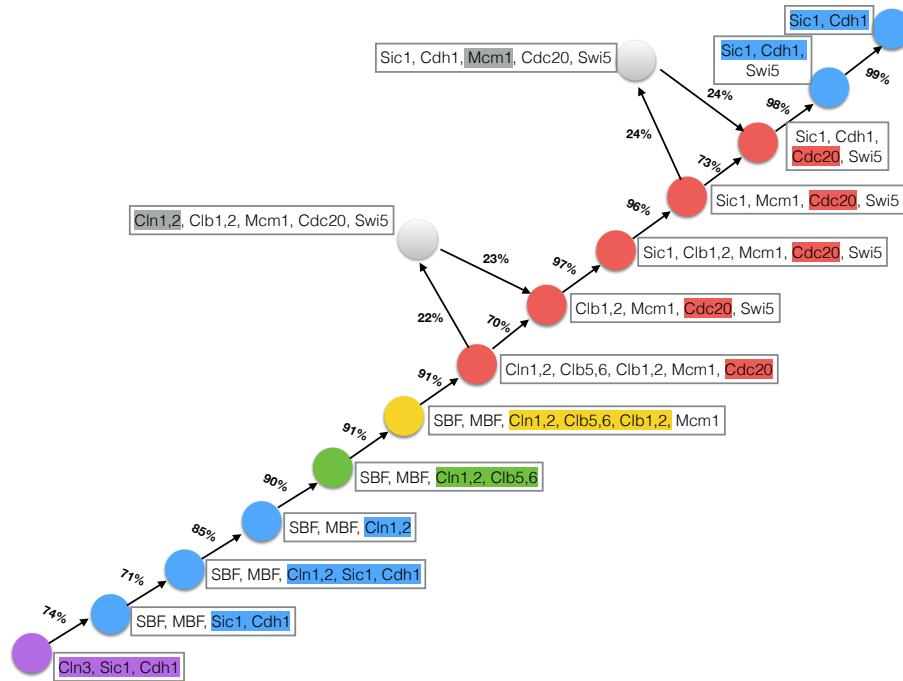 Sic1, Cdh1
Sic1, Cdh1,
Swi5
99%
Sic1, Cdh1, Mcm1, Cdc20, Swi5
24%
98%
24%
Sic1, Cdh1,
Cdc20, Swi5
73%
Sic1, Mcm1, Cdc20, Swi5
96%
Cln1,2, Clb1,2, Mcm1, Cdc20, Swi5
Sic1, Clb1,2, Mcm1, Cdc20, Swi5
23%
97%
Clb1,2, Mcm1, Cdc20, Swi5
22%
70%
Cln1,2, Clb5,6, Clb1,2, Mcm1, Cdc20
91%
SBF, MBF, Cln1,2, Clb5,6, Clb1,2, Mcm1
91%
SBF, MBF, Cln1,2, Clb5,6
90%
SBF, MBF, Cln1,2
85%
SBF, MBF, Cln1,2, Sic1, Cdh1
71%
SBF, MBF, Sic1, Cdh1
74%
Cln3, Sic1, Cdh1